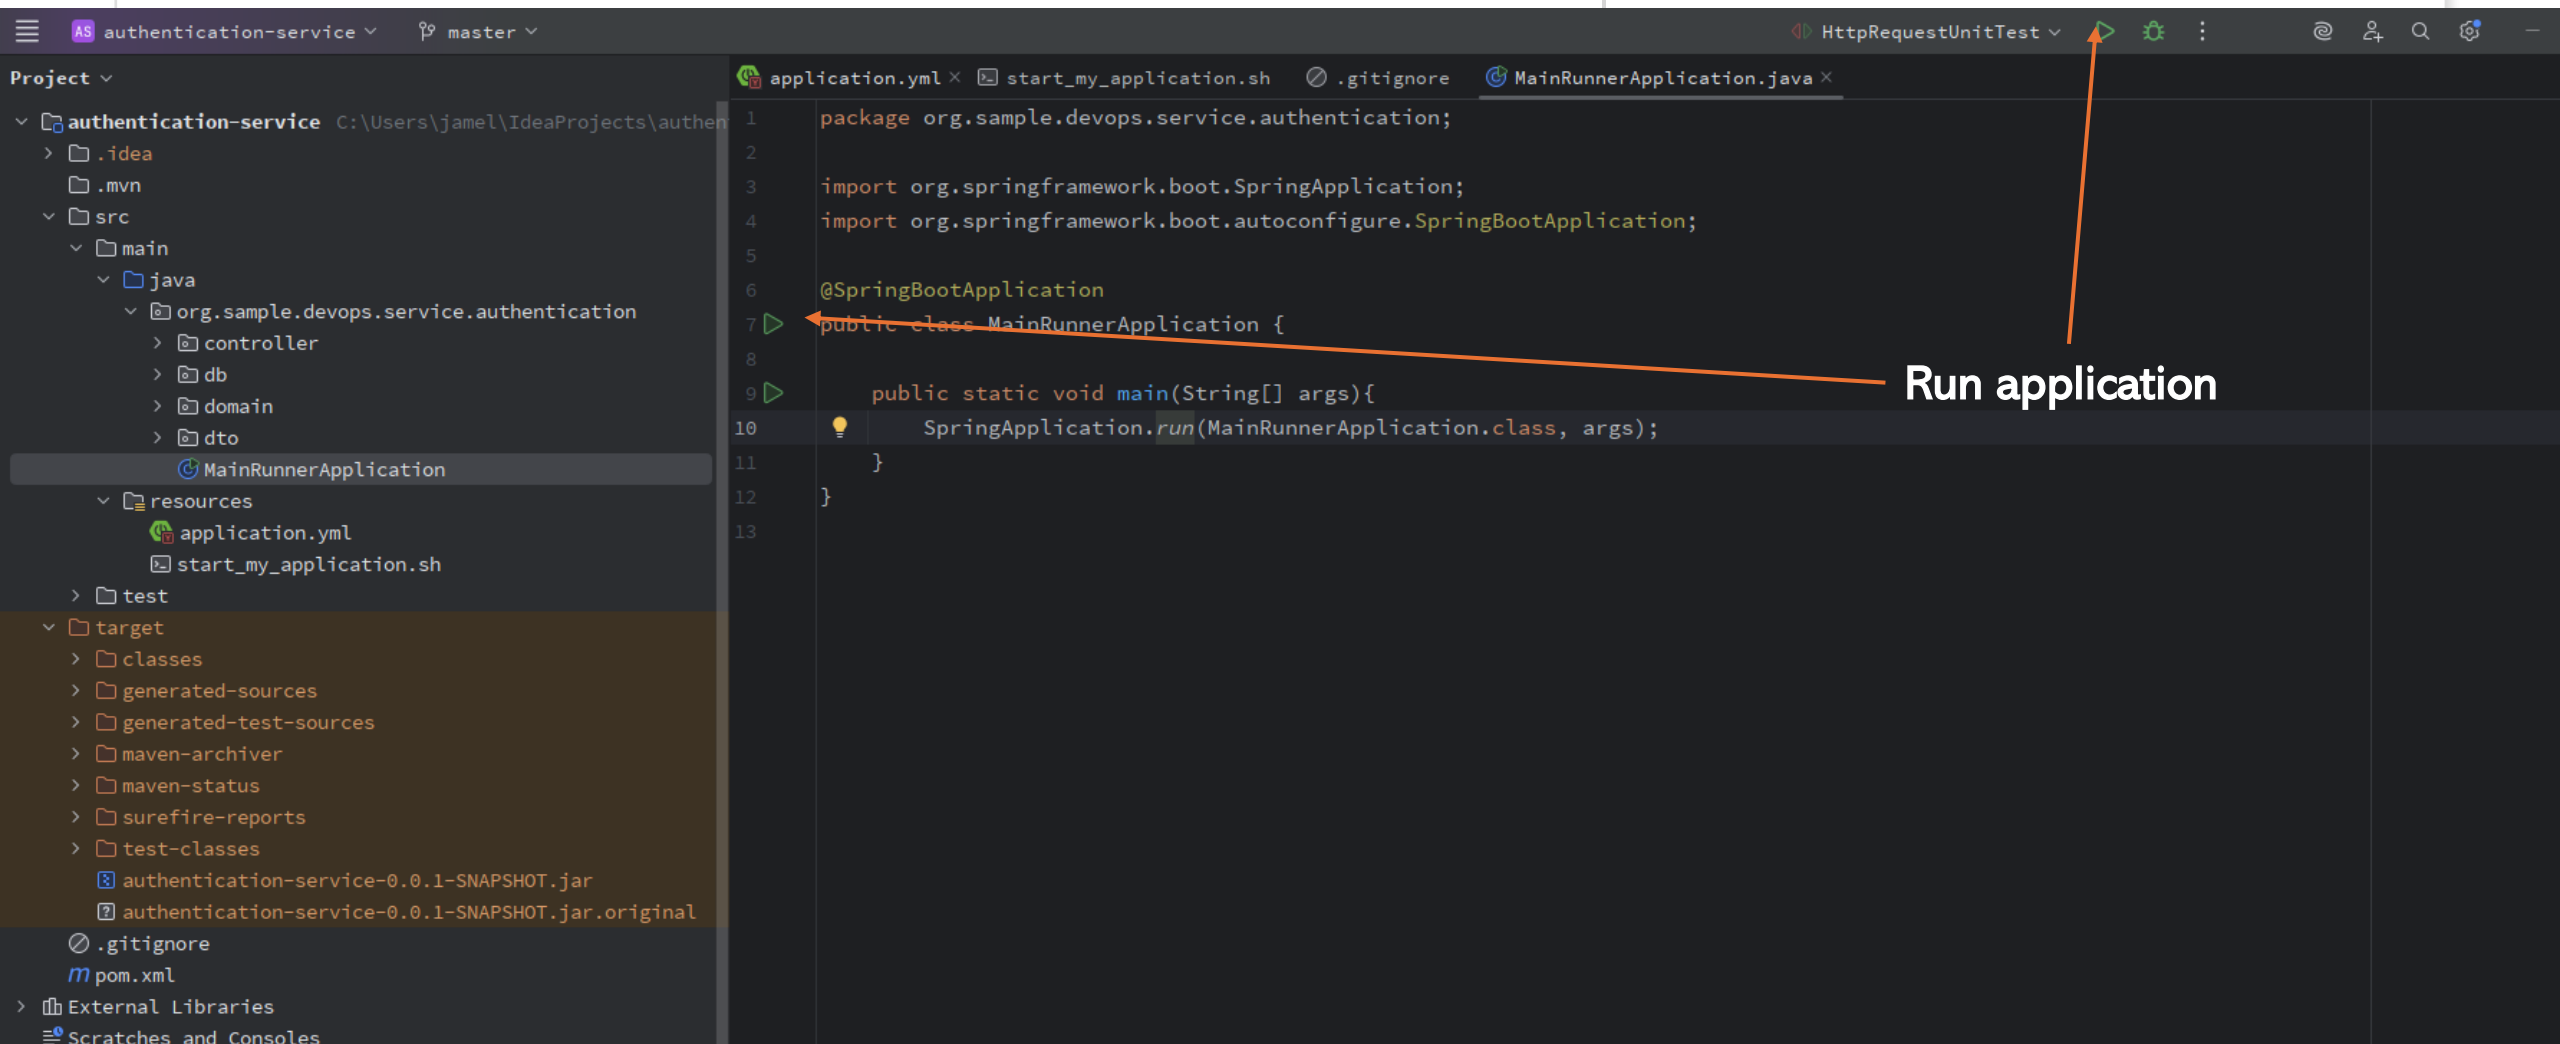 AS authentication-service master HttpRequestUnitTest
Project
authentication-service C:\Users\jamel\IdeaProjects\authen
.idea
.mvn
src
main
java
org.sample.devops.service.authentication
controller
db
domain
dto
MainRunnerApplication
resources
application.yml
start_my_application.sh
test
target
classes
generated-sources
generated-test-sources
maven-archiver
maven-status
surefire-reports
test-classes
authentication-service-0.0.1-SNAPSHOT.jar
authentication-service-0.0.1-SNAPSHOT.jar.original
.gitignore
pom.xml
External Libraries
Scratches and Consoles
application.yml start_my_application.sh .gitignore MainRunnerApplication.java
1 package org.sample.devops.service.authentication;
2
3 import org.springframework.boot.SpringApplication;
4 import org.springframework.boot.autoconfigure.SpringBootApplication;
5
6 @SpringBootApplication
7 public class MainRunnerApplication {
8
9 public static void main(String[] args){
10 SpringApplication.run(MainRunnerApplication.class, args);
11 }
12 }
13
Run application